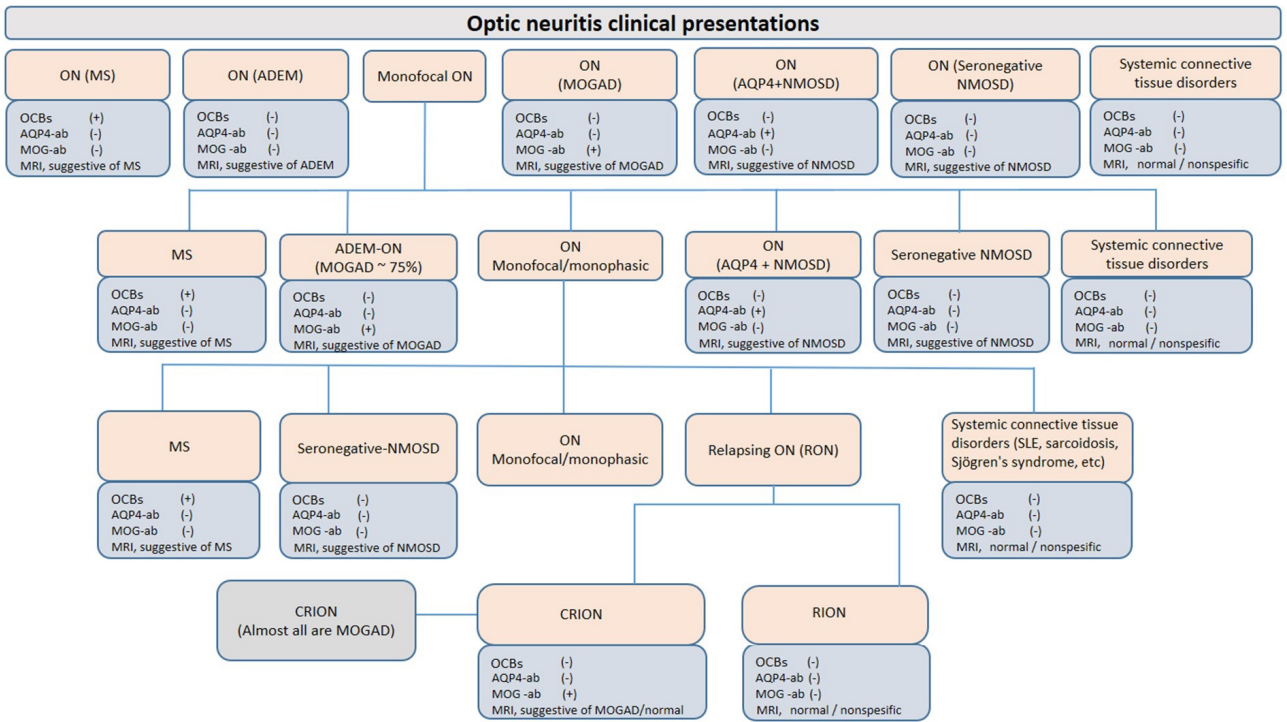 Optic neuritis clinical presentations
ON (MS)
OCBs (+)
AQP4-ab (-)
MOG-ab (-)
MRI, suggestive of MS
ON (ADEM)
OCBs (-)
AQP4-ab (-)
MOG -ab (-)
MRI, suggestive of ADEM
Monofocal ON
ON
(MOGAD)
OCBs (-)
AQP4-ab (-)
MOG -ab (+)
MRI, suggestive of MOGAD
ON
(AQP4+NMOSD)
OCBs (-)
AQP4-ab (+)
MOG -ab (-)
MRI, suggestive of NMOSD
ON (Seronegative
NMOSD)
OCBs (-)
AQP4-ab (-)
MOG -ab (-)
MRI, suggestive of NMOSD
Systemic connective
tissue disorders
OCBs (-)
AQP4-ab (-)
MOG -ab (-)
MRI, normal / nonspesific
MS
OCBs (+)
AQP4-ab (-)
MOG-ab (-)
MRI, suggestive of MS
ADEM-ON
(MOGAD ~ 75%)
OCBs (-)
AQP4-ab (-)
MOG-ab (+)
MRI, suggestive of MOGAD
ON
Monofocal/monophasic
ON
(AQP4 + NMOSD)
OCBs (-)
AQP4-ab (+)
MOG -ab (-)
MRI, suggestive of NMOSD
Seronegative NMOSD
OCBs (-)
AQP4-ab (-)
MOG -ab (-)
MRI, suggestive of NMOSD
Systemic connective
tissue disorders
OCBs (-)
AQP4-ab (-)
MOG -ab (-)
MRI, normal / nonspesific
MS
OCBs (+)
AQP4-ab (-)
MOG-ab (-)
MRI, suggestive of MS
Seronegative-NMOSD
OCBs (-)
AQP4-ab (-)
MOG -ab (-)
MRI, suggestive of NMOSD
ON
Monofocal/monophasic
Relapsing ON (RON)
Systemic connective tissue
disorders (SLE, sarcoidosis,
Sjögren's syndrome, etc)
OCBs (-)
AQP4-ab (-)
MOG -ab (-)
MRI, normal / nonspesific
CRION
(Almost all are MOGAD)
CRION
OCBs (-)
AQP4-ab (-)
MOG -ab (+)
MRI, suggestive of MOGAD/normal
RION
OCBs (-)
AQP4-ab (-)
MOG -ab (-)
MRI, normal / nonspesific